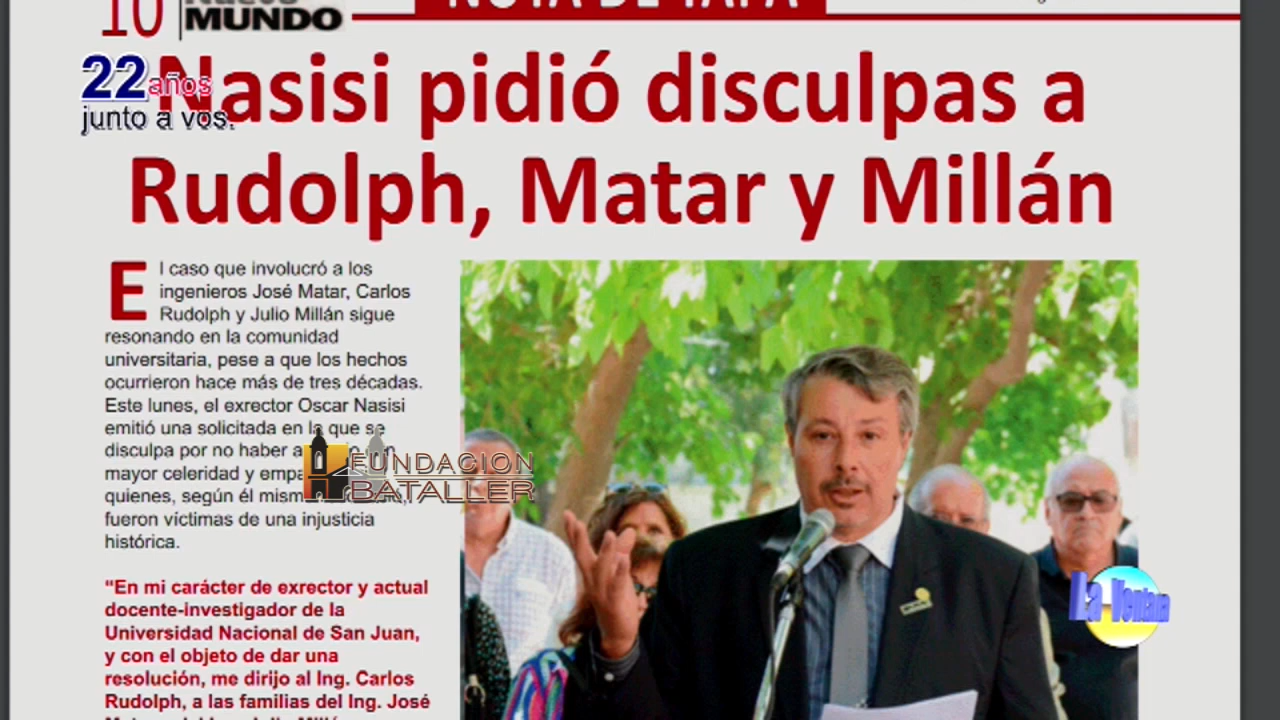 10
Nuevo
MUNDO
NOTA DE TAPA
22 años
junto a vos.
Nasisi pidió disculpas a
Rudolph, Matar y Millán
El caso que involucró a los
ingenieros José Matar, Carlos
Rudolph y Julio Millán sigue
resonando en la comunidad
universitaria, pese a que los hechos
ocurrieron hace más de tres décadas.
Este lunes, el exrector Oscar Nasisi
emitió una solicitada en la que se
disculpa por no haber
mayor celeridad y
quienes, según él
fueron víctimas de una injusticia
histórica.
FUNDACION
BATALLER
"En mi carácter de exrector y actual
docente-investigador de la
Universidad Nacional de San Juan,
y con el objeto de dar una
resolución, me dirijo al Ing. Carlos
Rudolph, a las familias del Ing. José
La Ventana